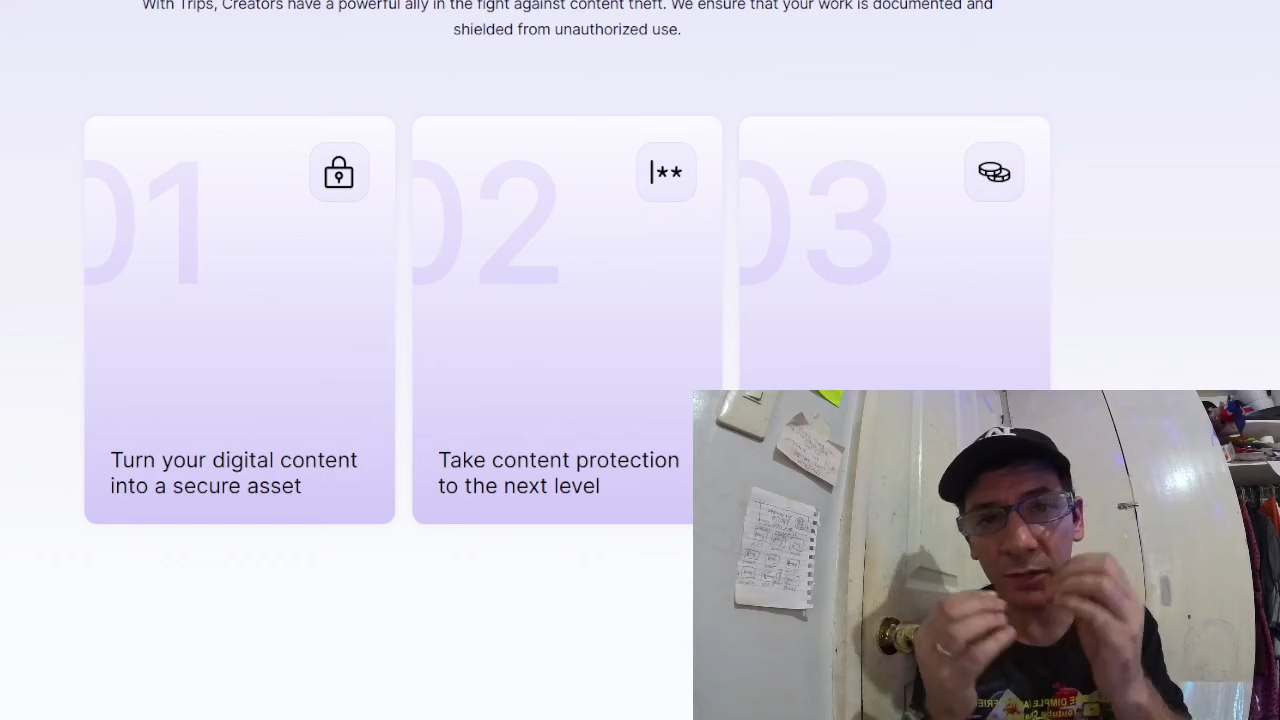 With Trips, Creators have a powerful ally in the fight against content theft. We ensure that your work is documented and
shielded from unauthorized use.
01
02
03
|**
Turn your digital content
into a secure asset
Take content protection
to the next level